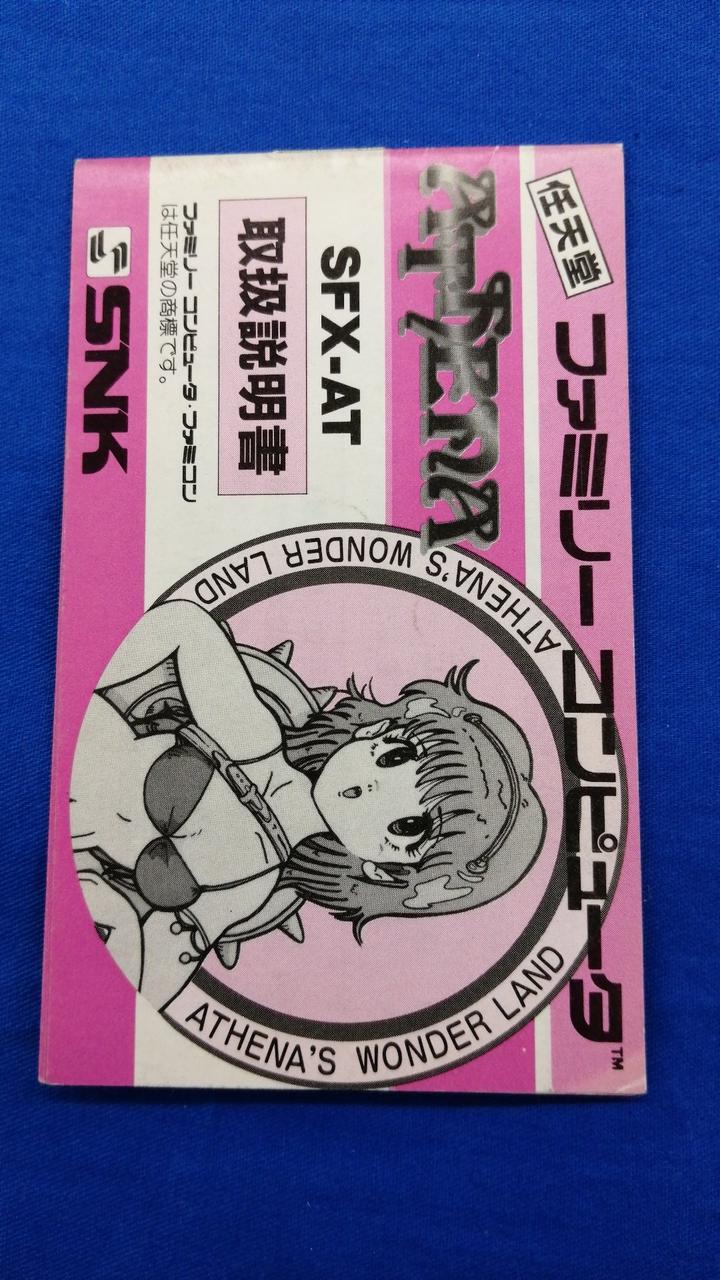 任天堂
ファミリー コンピュータ™
ATHENA
SFX-AT
取扱説明書
ファミリー コンピュータ・ファミコン
は任天堂の商標です。
SNK
ATHENA'S WONDER LAND
ATHENA'S WONDER LAND